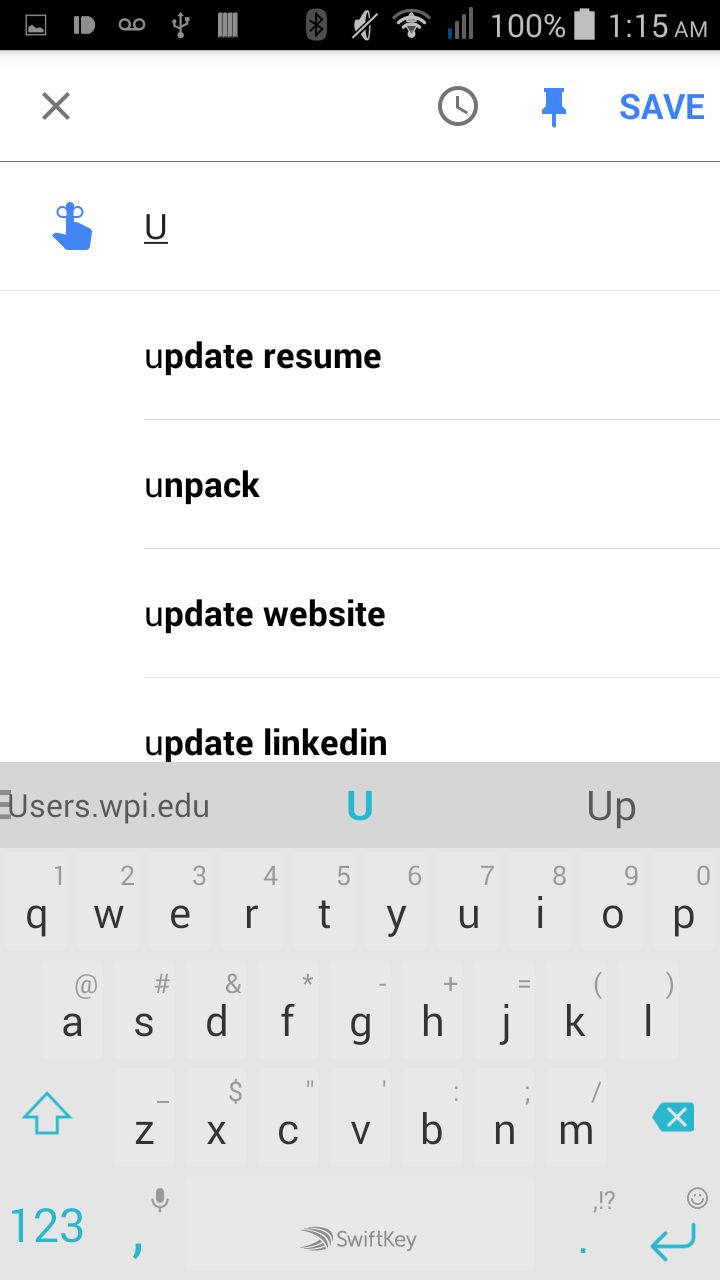 100% 1:15 AM
SAVE
U
update resume
unpack
update website
update linkedin
Users.wpi.edu U Up
1 2 3 4 5 6 7 8 9 0
q w e r t y u i o p
@ # & * - + = ( )
a s d f g h j k l
_ $ " ' : ; /
z x c v b n m
,!?
123 , SwiftKey .